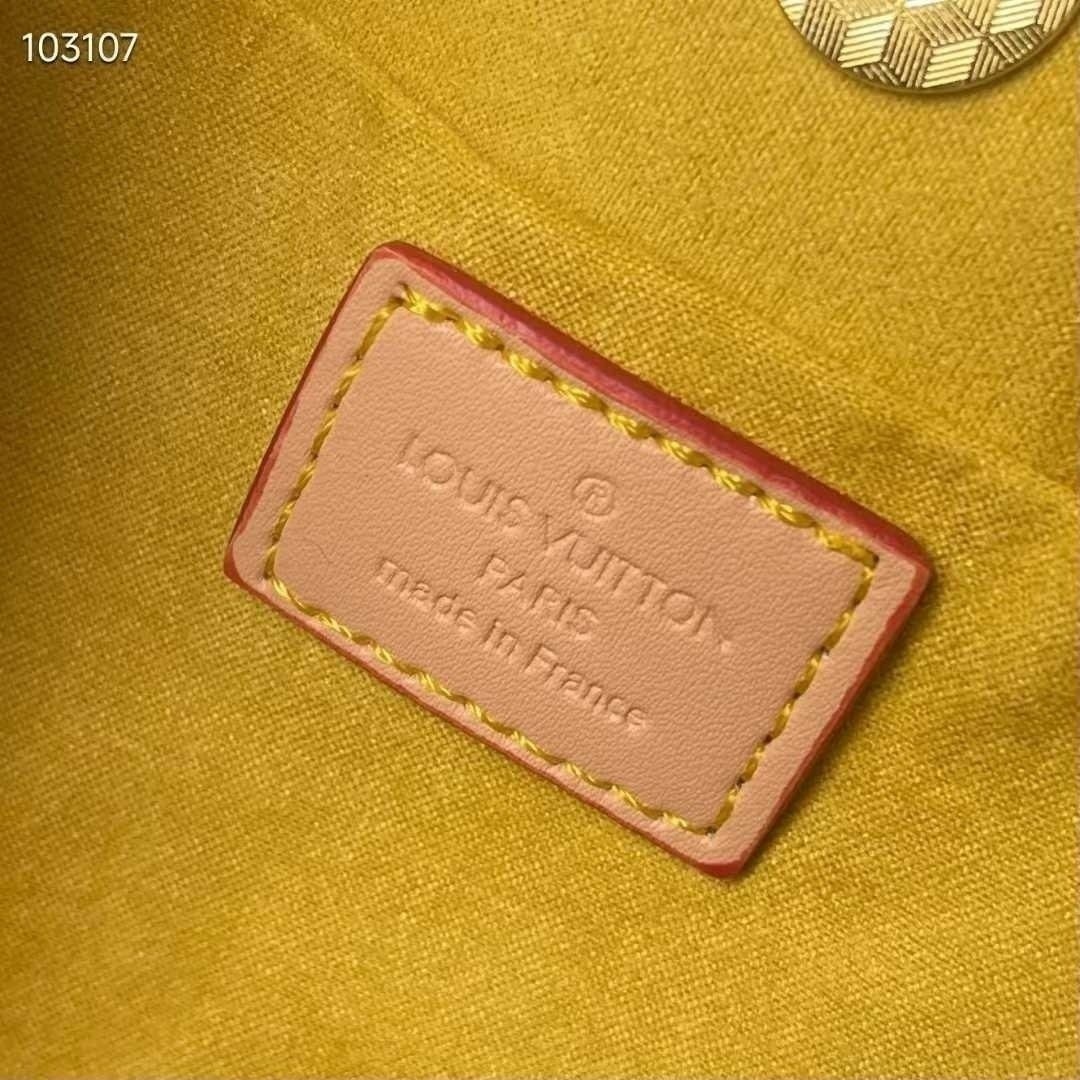 103107
®
LOUIS VUITTON
PARIS
made in France